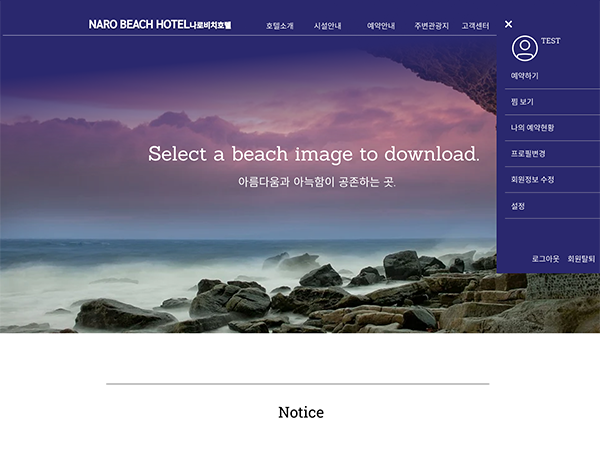 NARO BEACH HOTEL나로비치호텔
호텔소개 시설안내 예약안내 주변관광지 고객센터
TEST
예약하기
찜 보기
나의 예약현황
프로필변경
회원정보 수정
설정
로그아웃 회원탈퇴
Select a beach image to download.
아름다움과 아늑함이 공존하는 곳.
Notice